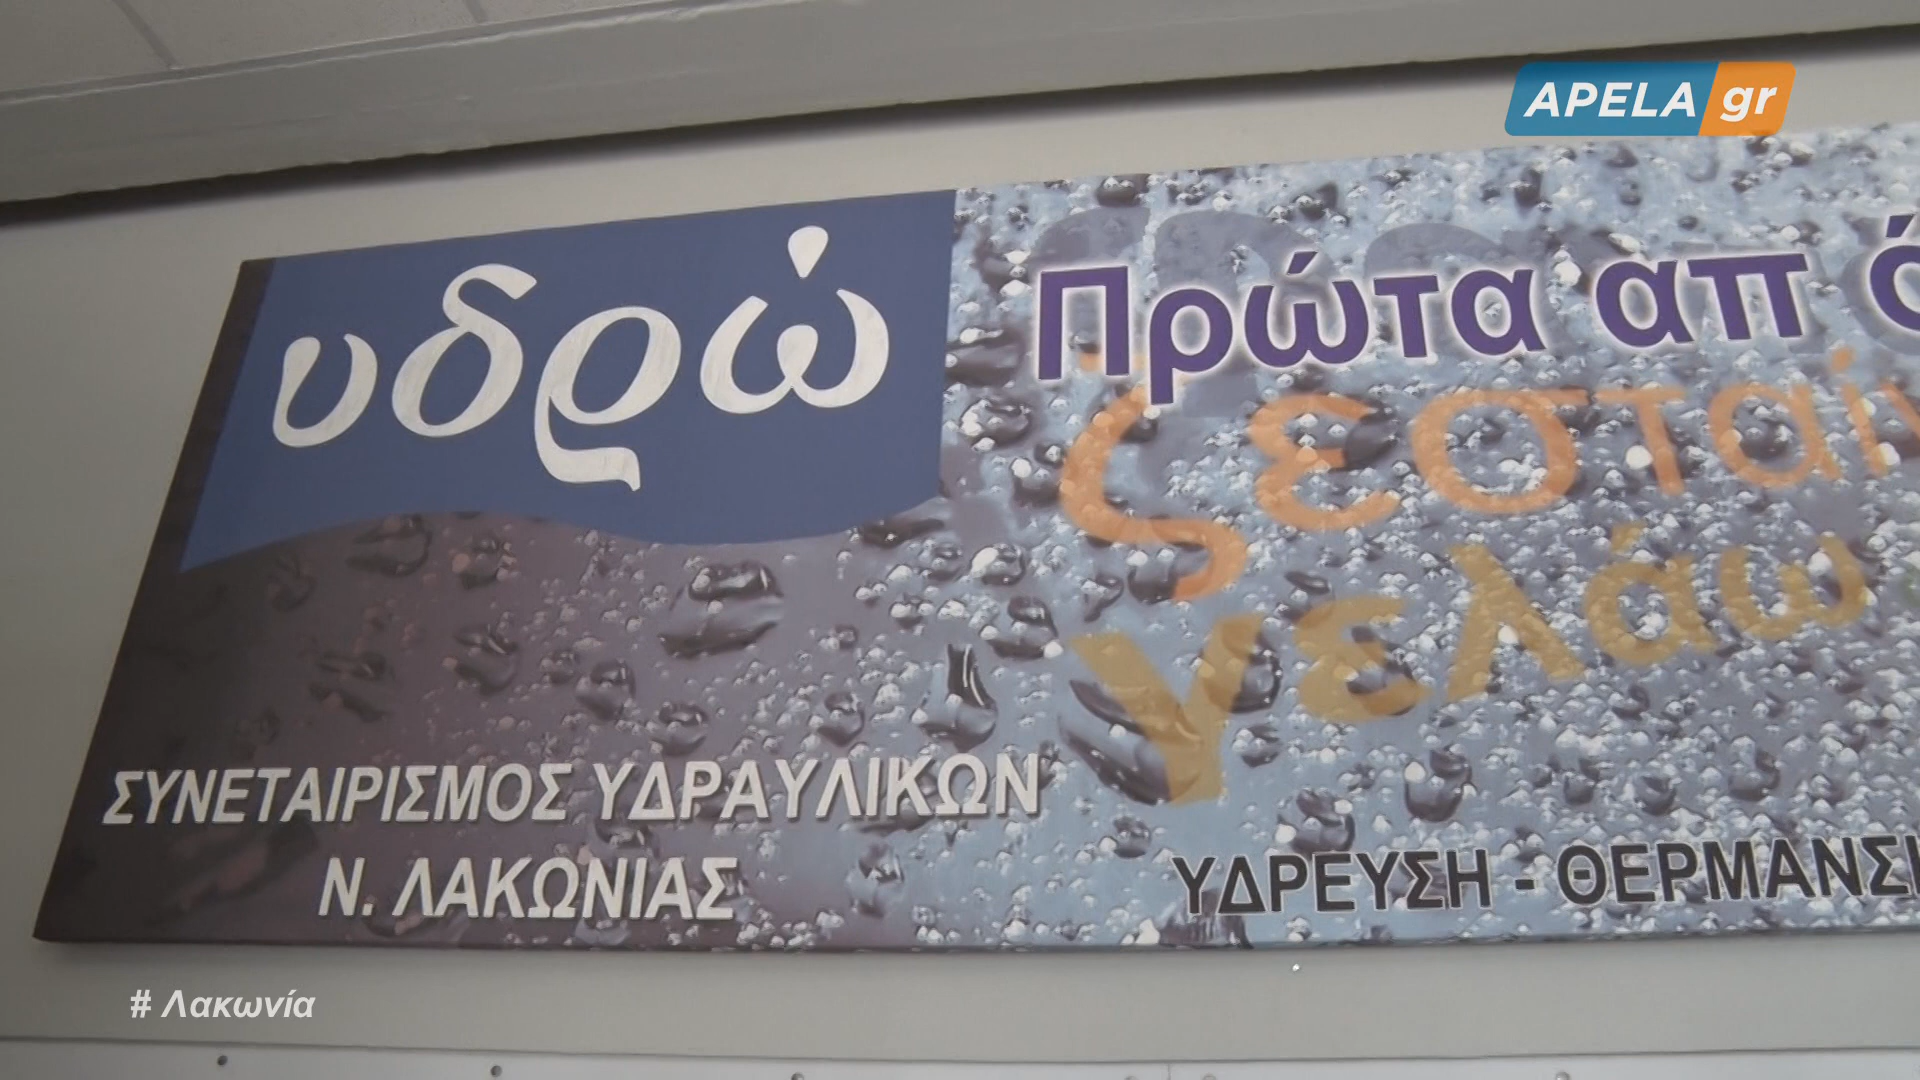 APELA gr
υδρώ
Πρώτα απ
ζεσταίν
γελάω
ΣΥΝΕΤΑΙΡΙΣΜΟΣ ΥΔΡΑΥΛΙΚΩΝ
Ν. ΛΑΚΩΝΙΑΣ
ΥΔΡΕΥΣΗ - ΘΕΡΜΑΝΣ
# Λακωνία